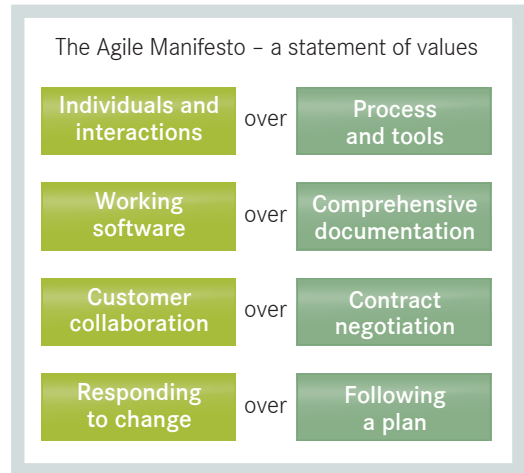 The Agile Manifesto – a statement of values
Individuals and
interactions
over
Process
and tools
Working
software
over
Comprehensive
documentation
Customer
collaboration
over
Contract
negotiation
Responding
to change
over
Following
a plan